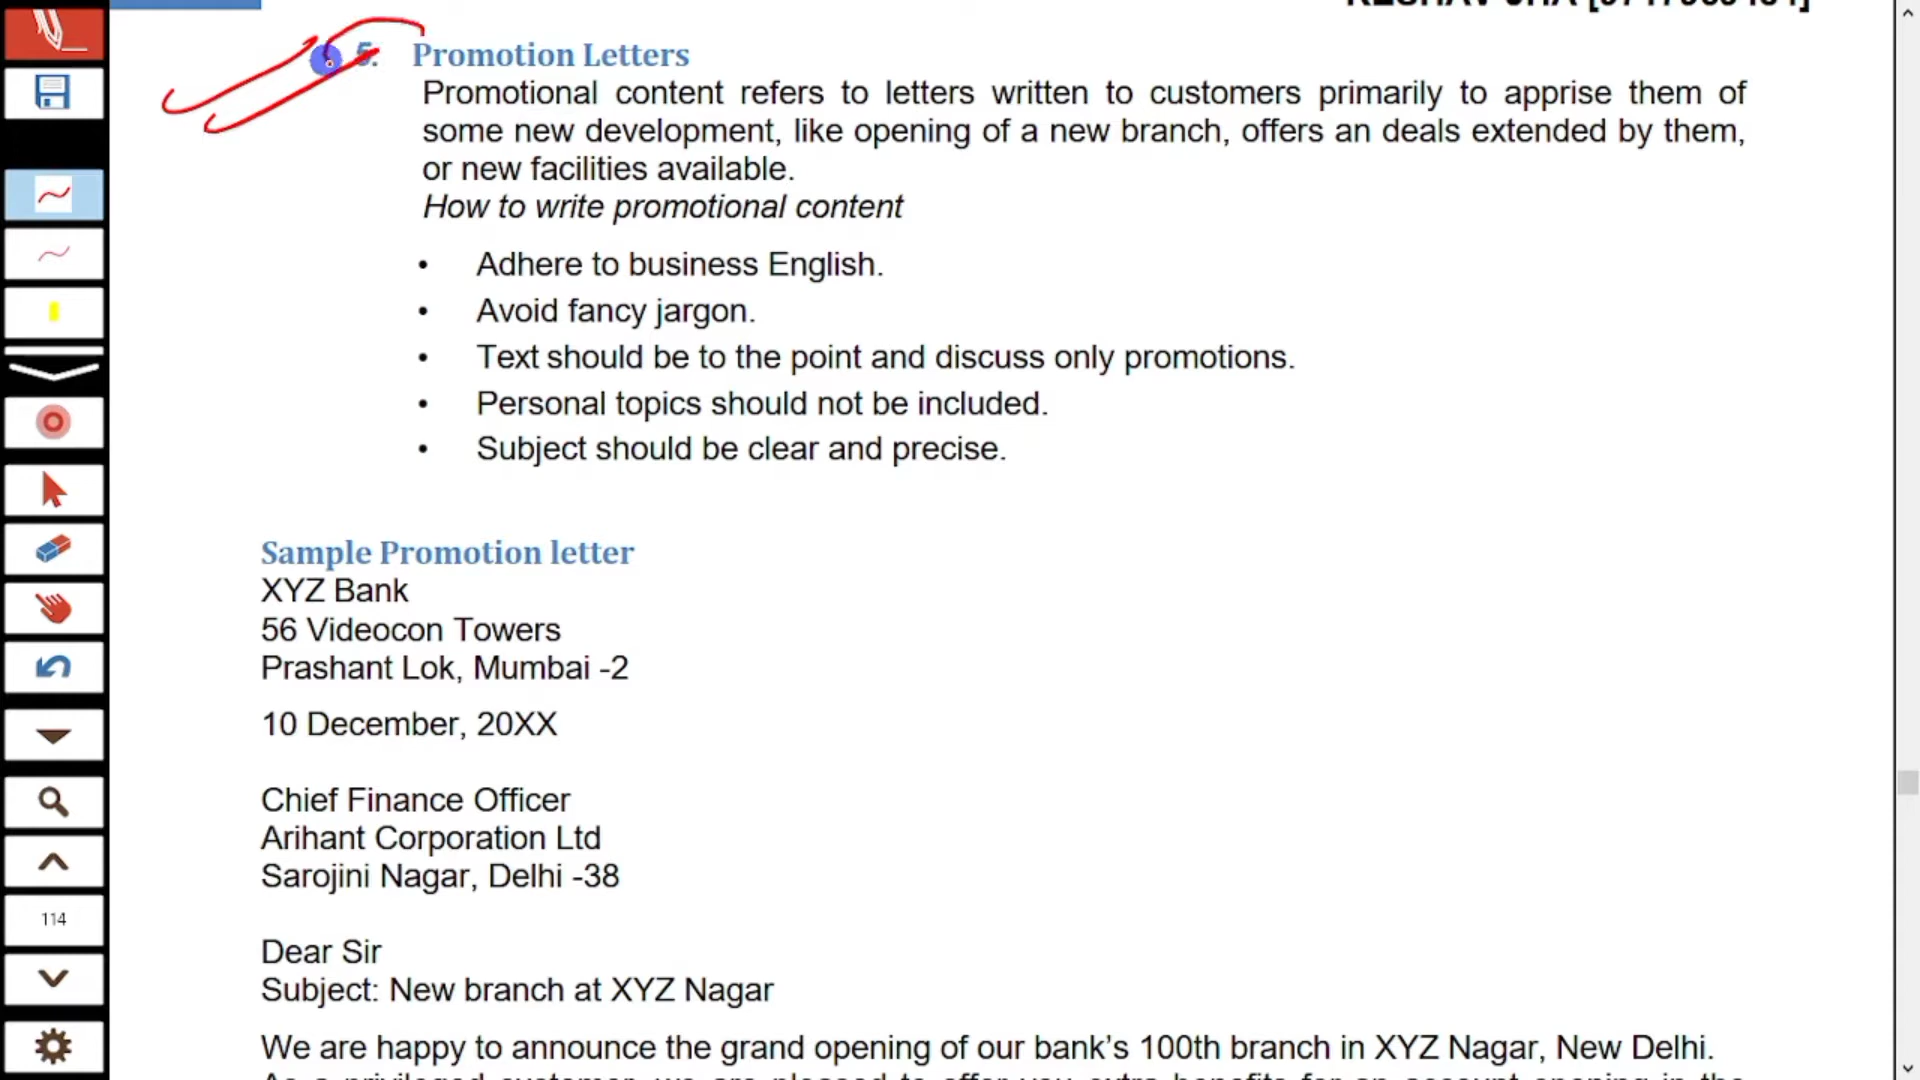 5. Promotion Letters
Promotional content refers to letters written to customers primarily to apprise them of
some new development, like opening of a new branch, offers an deals extended by them,
or new facilities available.
How to write promotional content
• Adhere to business English.
• Avoid fancy jargon.
• Text should be to the point and discuss only promotions.
• Personal topics should not be included.
• Subject should be clear and precise.
Sample Promotion letter
XYZ Bank
56 Videocon Towers
Prashant Lok, Mumbai -2
10 December, 20XX
Chief Finance Officer
Arihant Corporation Ltd
Sarojini Nagar, Delhi -38
114
Dear Sir
Subject: New branch at XYZ Nagar
We are happy to announce the grand opening of our bank’s 100th branch in XYZ Nagar, New Delhi.